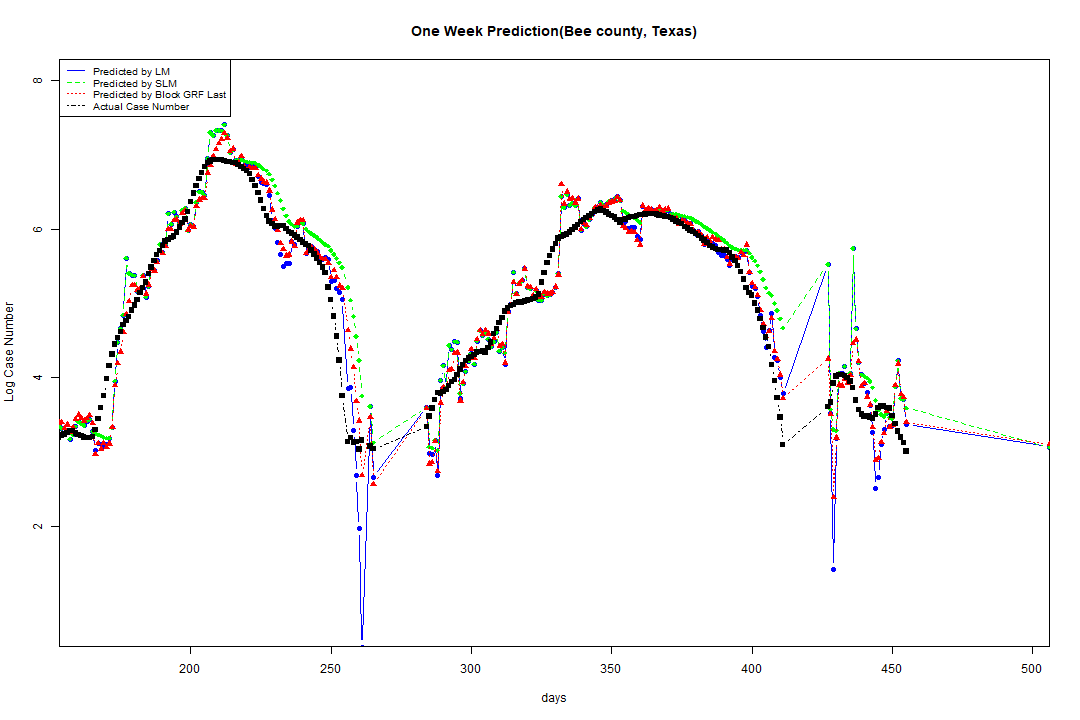 One Week Prediction(Bee county, Texas)
Predicted by LM
Predicted by SLM
Predicted by Block GRF Last
Actual Case Number
8
6
4
2
Log Case Number
200 250 300 350 400 450 500
days